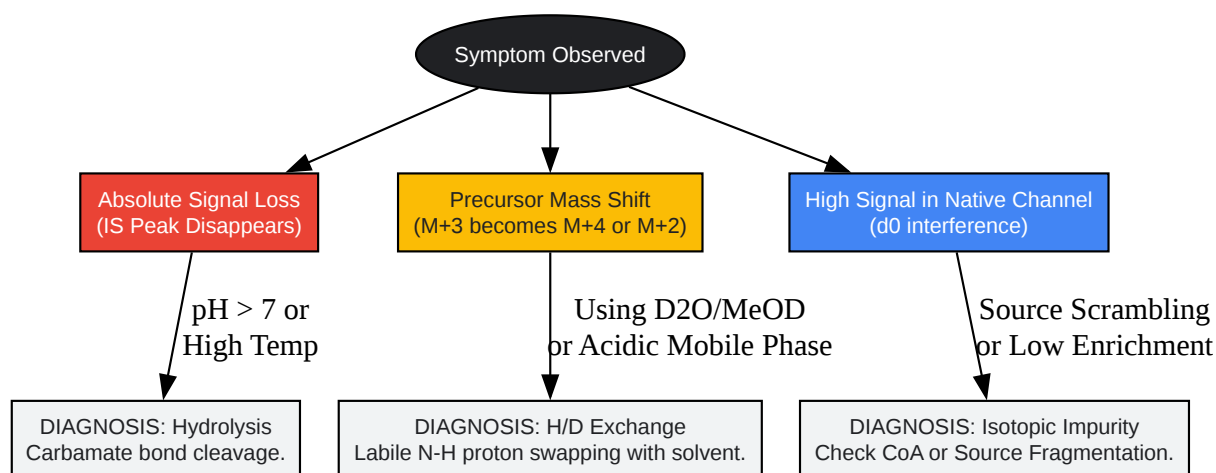 Symptom Observed
Absolute Signal Loss
(IS Peak Disappears)
Precursor Mass Shift
(M+3 becomes M+4 or M+2)
High Signal in Native Channel
(d0 interference)
pH > 7 or
High Temp
Using D2O/MeOD
or Acidic Mobile Phase
Source Scrambling
or Low Enrichment
DIAGNOSIS: Hydrolysis
Carbamate bond cleavage.
DIAGNOSIS: H/D Exchange
Labile N-H proton swapping with solvent.
DIAGNOSIS: Isotopic Impurity
Check CoA or Source Fragmentation.